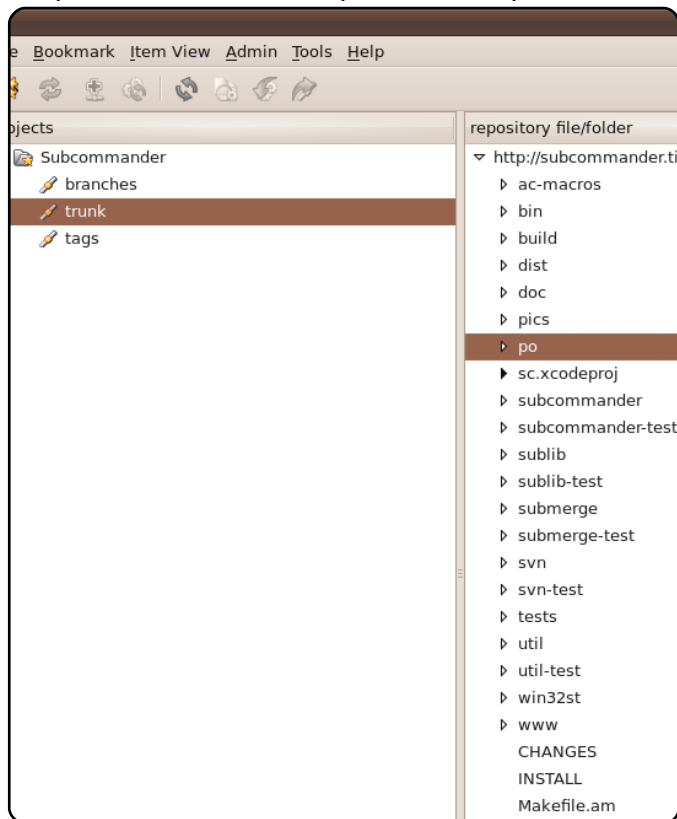 e Bookmark Item View Admin Tools Help
ojects
Subcommander
branches
trunk
tags
repository file/folder
http://subcommander.ti
ac-macros
bin
build
dist
doc
pics
po
sc.xcodeproj
subcommander
subcommander-test
sublib
sublib-test
submerge
submerge-test
svn
svn-test
tests
util
util-test
win32st
www
CHANGES
INSTALL
Makefile.am